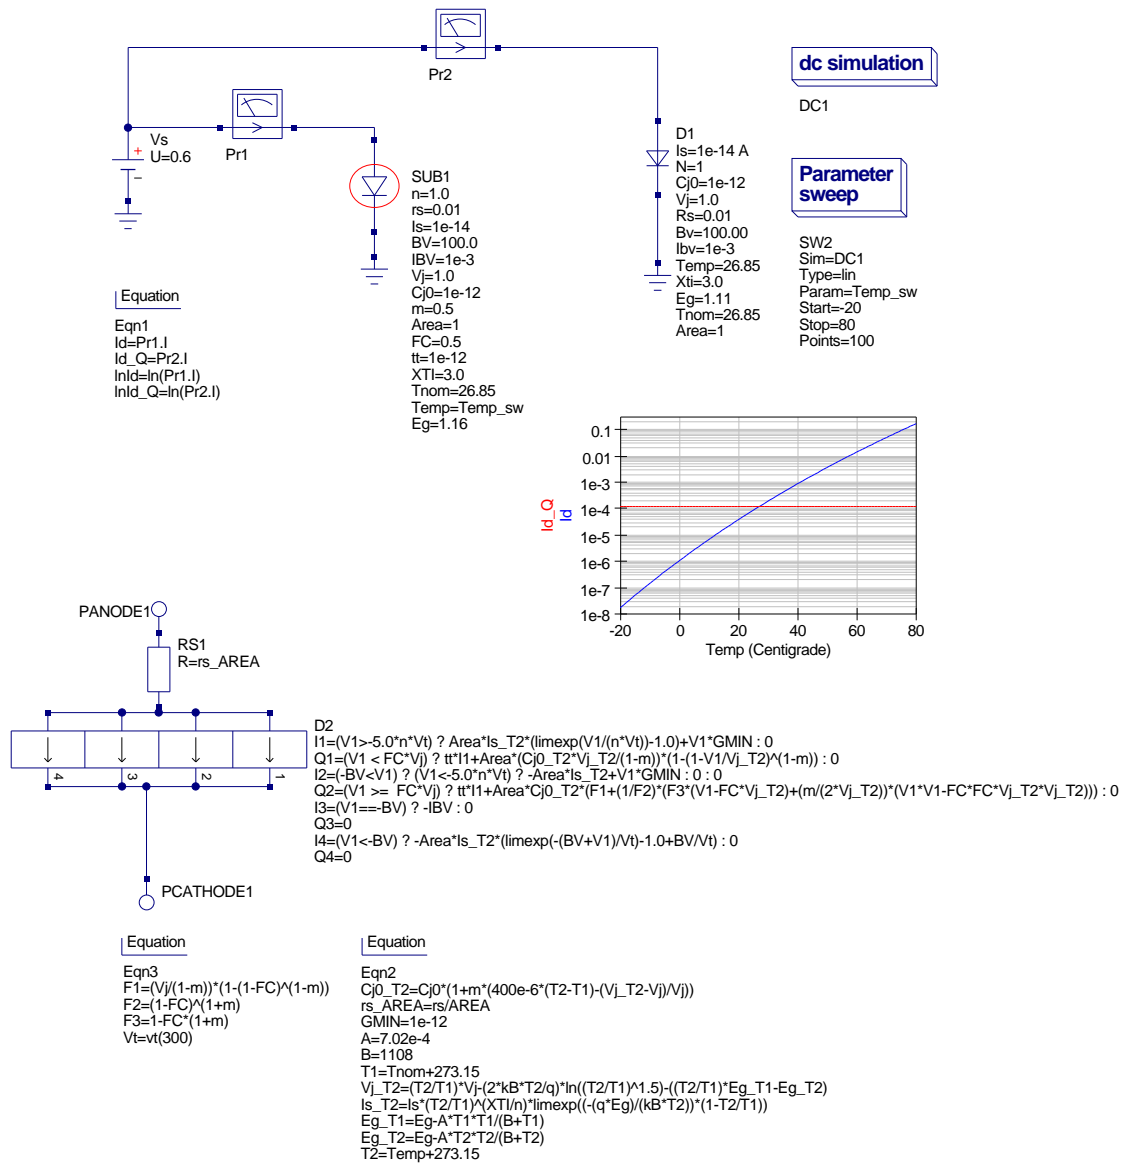 Pr2
dc simulation
DC1
Vs
U=0.6
+
-
Pr1
D1
Is=1e-14 A
N=1
Cj0=1e-12
Vj=1.0
Rs=0.01
Bv=100.00
Ibv=1e-3
Temp=26.85
Xti=3.0
Eg=1.11
Tnom=26.85
Area=1
Parameter
sweep
SW2
Sim=DC1
Type=lin
Param=Temp_sw
Start=-20
Stop=80
Points=100
SUB1
n=1.0
rs=0.01
Is=1e-14
BV=100.0
IBV=1e-3
Vj=1.0
Cj0=1e-12
m=0.5
Area=1
FC=0.5
tt=1e-12
XTI=3.0
Tnom=26.85
Temp=Temp_sw
Eg=1.16
Equation
Eqn1
Id=Pr1.I
Id_Q=Pr2.I
lnId=ln(Pr1.I)
lnId_Q=ln(Pr2.I)
0.1
0.01
1e-3
1e-4
1e-5
1e-6
1e-7
1e-8
Id_Q
Id
-20
0
20
40
60
80
Temp (Centigrade)
PANODE1
RS1
R=rs_AREA
4
3
2
1
D2
I1=(V1>-5.0*n*Vt) ? Area*Is_T2*(limexp(V1/(n*Vt))-1.0)+V1*GMIN : 0
Q1=(V1 < FC*Vj) ? tt*I1+Area*(Cj0_T2*Vj_T2/(1-m))*(1-(1-V1/Vj_T2)^(1-m)) : 0
I2=(-BV<V1) ? (V1<-5.0*n*Vt) ? -Area*Is_T2+V1*GMIN : 0 : 0
Q2=(V1 >= FC*Vj) ? tt*I1+Area*Cj0_T2*(F1+(1/F2)*(F3*(V1-FC*Vj_T2)+(m/(2*Vj_T2))*(V1*V1-FC*FC*Vj_T2*Vj_T2))) : 0
I3=(V1==-BV) ? -IBV : 0
Q3=0
I4=(V1<-BV) ? -Area*Is_T2*(limexp(-(BV+V1)/Vt)-1.0+BV/Vt) : 0
Q4=0
PCATHODE1
Equation
Eqn3
F1=(Vj/(1-m))*(1-(1-FC)^(1-m))
F2=(1-FC)^(1+m)
F3=1-FC*(1+m)
Vt=vt(300)
Equation
Eqn2
Cj0_T2=Cj0*(1+m*(400e-6*(T2-T1)-(Vj_T2-Vj)/Vj))
rs_AREA=rs/AREA
GMIN=1e-12
A=7.02e-4
B=1108
T1=Tnom+273.15
Vj_T2=(T2/T1)*Vj-(2*kB*T2/q)*ln((T2/T1)^1.5)-((T2/T1)*Eg_T1-Eg_T2)
Is_T2=Is*(T2/T1)^(XTI/n)*limexp((-(q*Eg)/(kB*T2))*(1-T2/T1))
Eg_T1=Eg-A*T1*T1/(B+T1)
Eg_T2=Eg-A*T2*T2/(B+T2)
T2=Temp+273.15